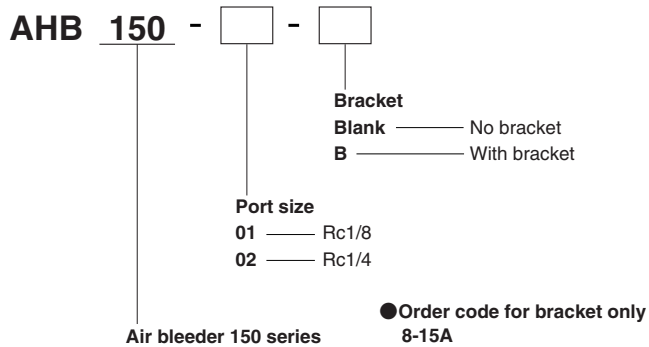 AHB 150 - -
Bracket
Blank No bracket
B With bracket
Port size
01 Rc1/8
02 Rc1/4
●Order code for bracket only
Air bleeder 150 series 8-15A